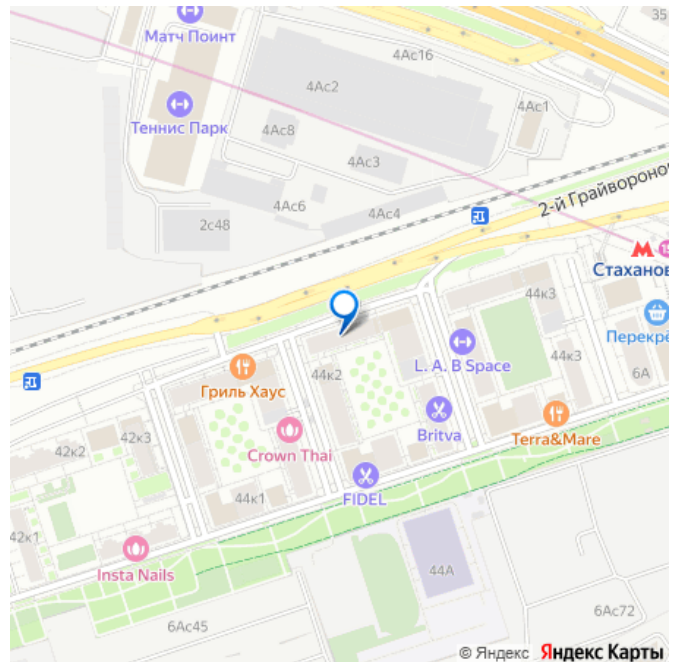 Матч Поинт
35
4Ас16
4Ас2
4Ас1
Теннис Парк
4Ас8
4Ас3
4Ас6
4Ас4
2с48
2-й Грайвороно
М
Стаханов
44к3
Перекрё
L. A. B Space
44к3
6А
Гриль Хаус
44к2
Britva
Terra&Mare
Crown Thai
42к3
42к2
FIDEL
44к1
42к1
Insta Nails
44А
6Ас72
6Ас45
© Яндекс Яндекс Карты